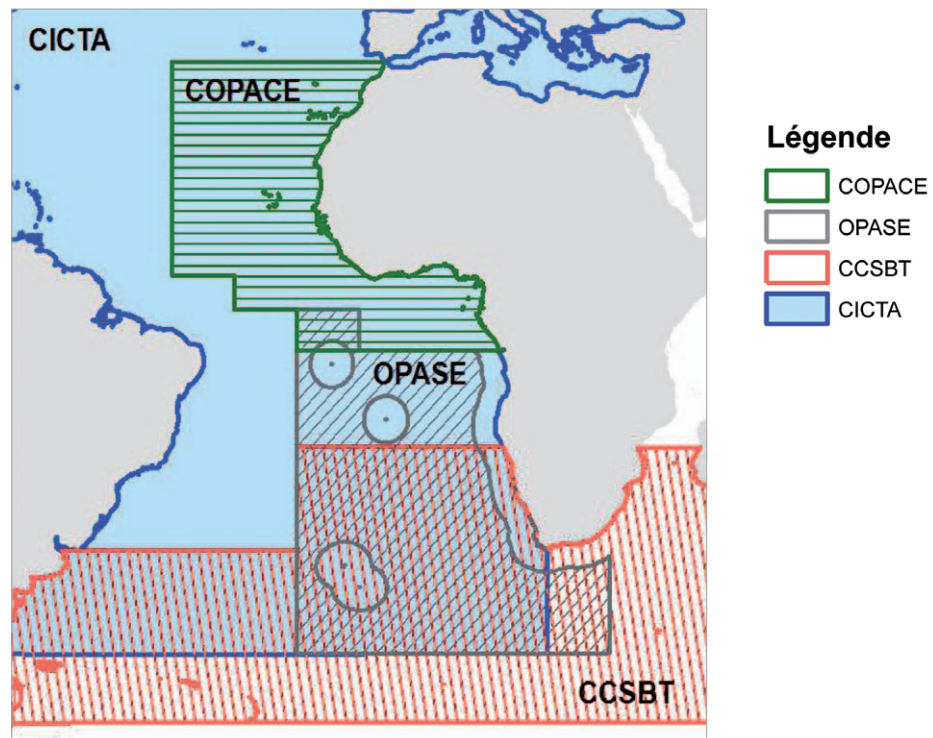 CICTA
COPACE
OPASE
CCSBT
Légende
COPACE
OPASE
CCSBT
CICTA